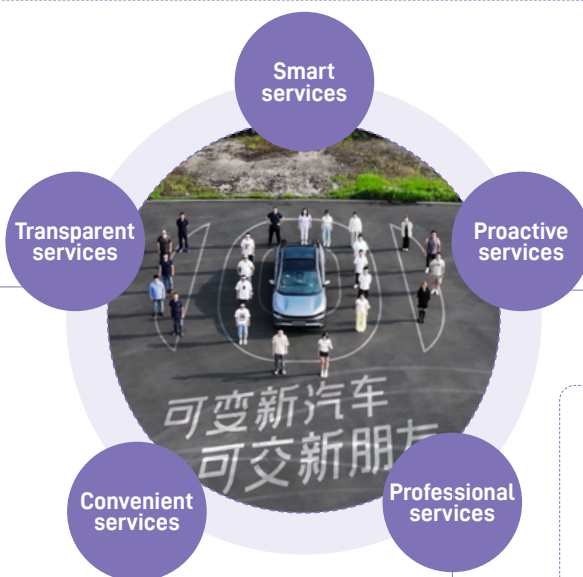 Smart
services
Transparent
services
Proactive
services
可变新汽车
可交新朋友
Convenient
services
Professional
services